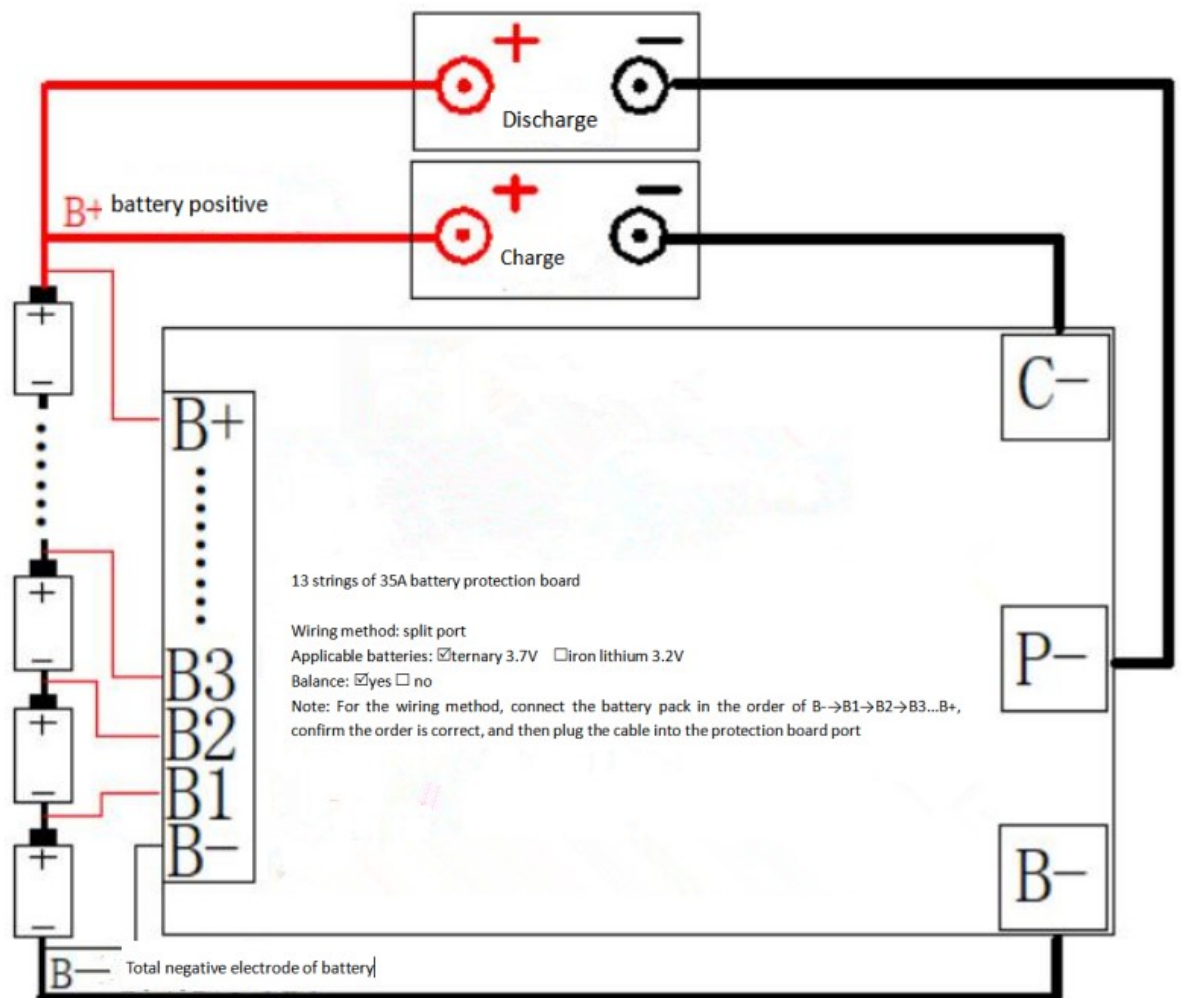 + −
Discharge
B+ battery positive
+ −
Charge
+
−
C−
B+
+
−
13 strings of 35A battery protection board
Wiring method: split port
P−
Applicable batteries: ☑ternary 3.7V ☐iron lithium 3.2V
B3
Balance: ☑yes ☐ no
Note: For the wiring method, connect the battery pack in the order of B-→B1→B2→B3...B+,
confirm the order is correct, and then plug the cable into the protection board port
+
−
B2
B1
B−
+
−
B−
B− Total negative electrode of battery